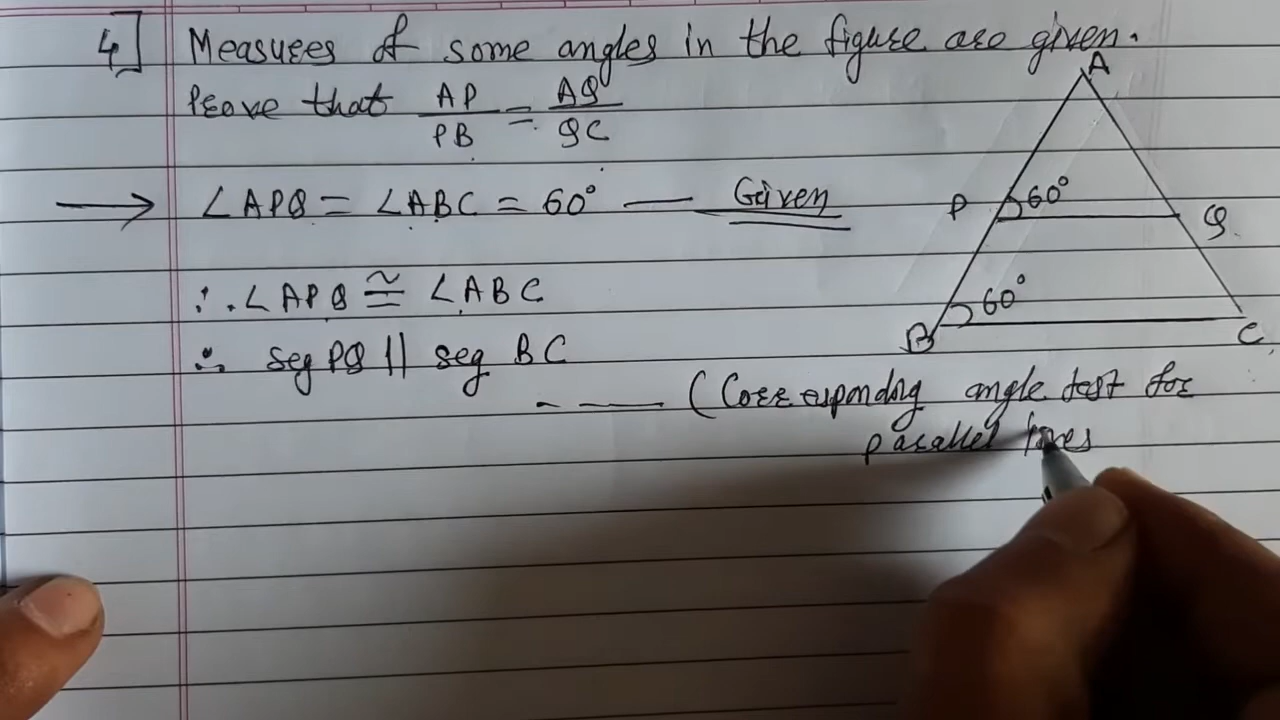 4] Measures of some angles in the figure are given.
Prove that AP/PB = AQ/QC
→ ∠APQ = ∠ABC = 60° — Given
∴ ∠APQ ≅ ∠ABC
∴ seg PQ || seg BC
- — (Corresponding angle test for
parallel lines
A
P 60° Q
60°
B C